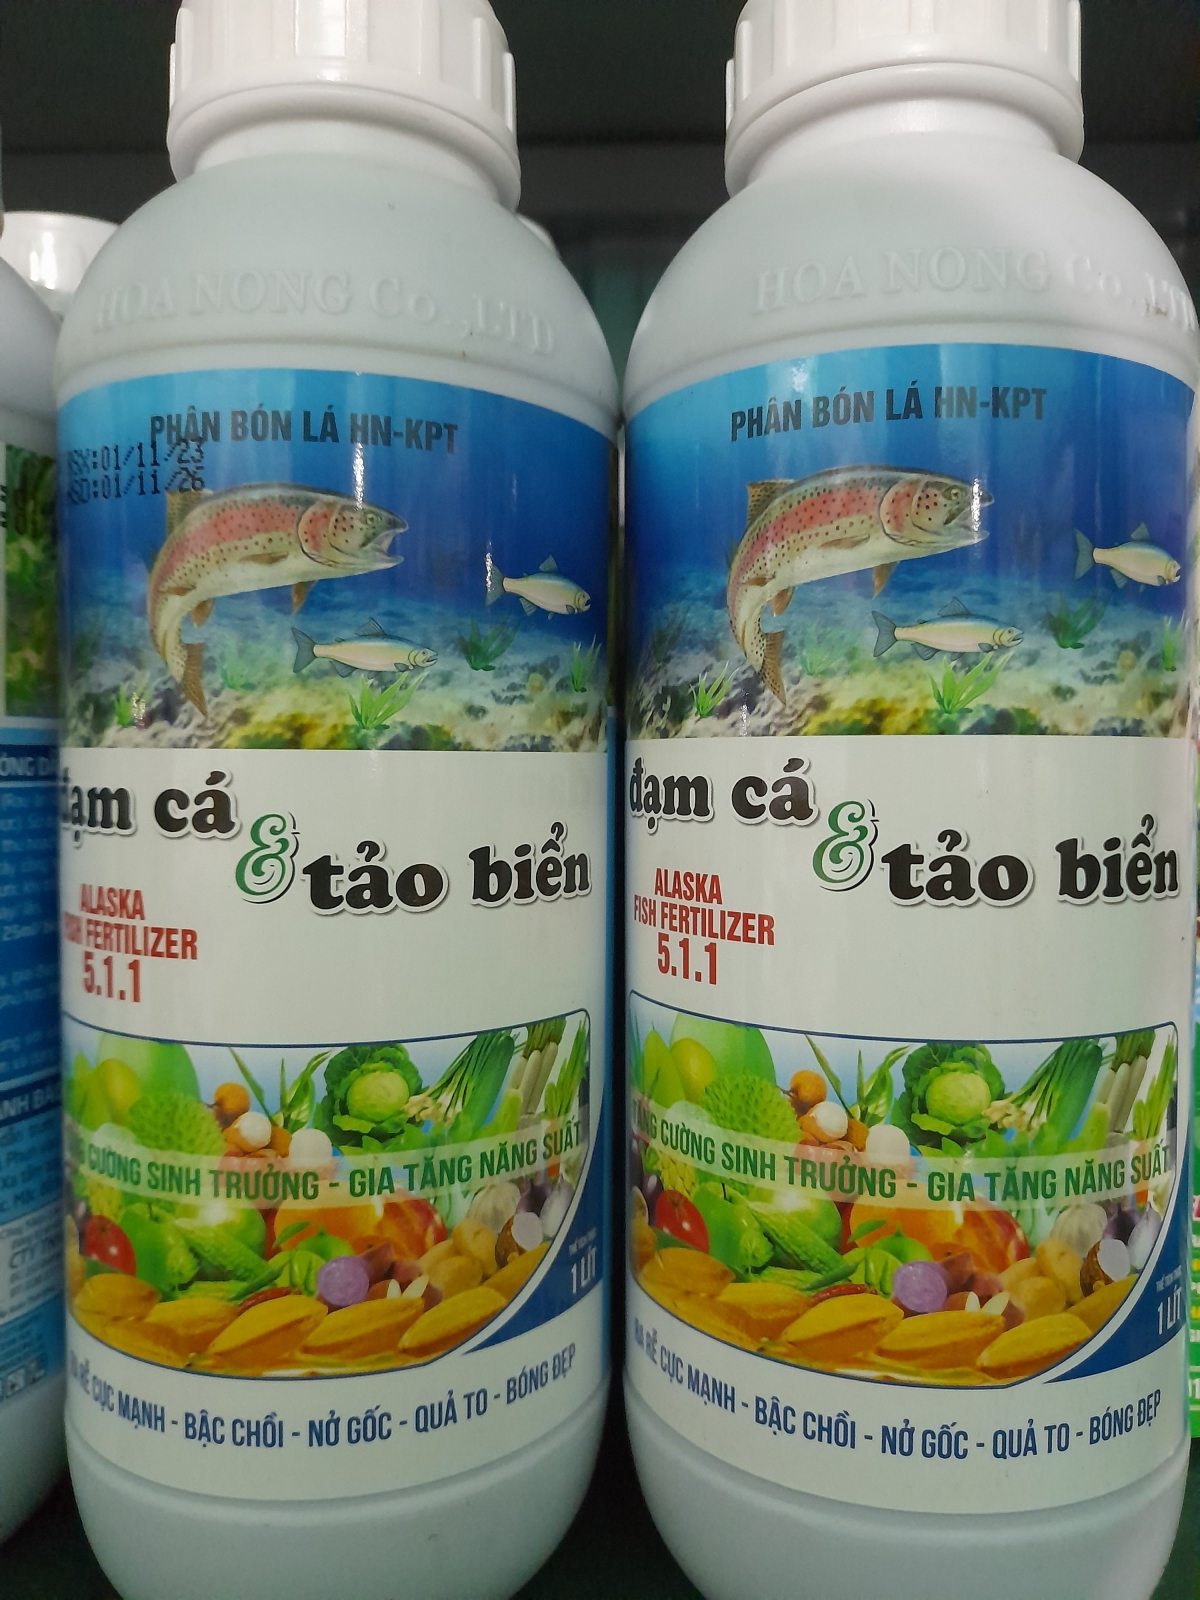 HOA NONG Co.,LTD
PHÂN BÓN LÁ HN-KPT
NSX:01/11/23
HSD:01/11/26
đạm cá
& tảo biển
ALASKA
FISH FERTILIZER
5.1.1
CƯỜNG SINH TRƯỞNG - GIA TĂNG NĂNG SUẤT
1 LÍT
RỄ CỰC MẠNH - BẬC CHỒI - NỞ GỐC - QUẢ TO - BÓNG ĐẸP
HOA NONG Co.,LTD
PHÂN BÓN LÁ HN-KPT
đạm cá
& tảo biển
ALASKA
FISH FERTILIZER
5.1.1
TĂNG CƯỜNG SINH TRƯỞNG - GIA TĂNG NĂNG SUẤT
1 LÍT
RA RỄ CỰC MẠNH - BẬC CHỒI - NỞ GỐC - QUẢ TO - BÓNG ĐẸP